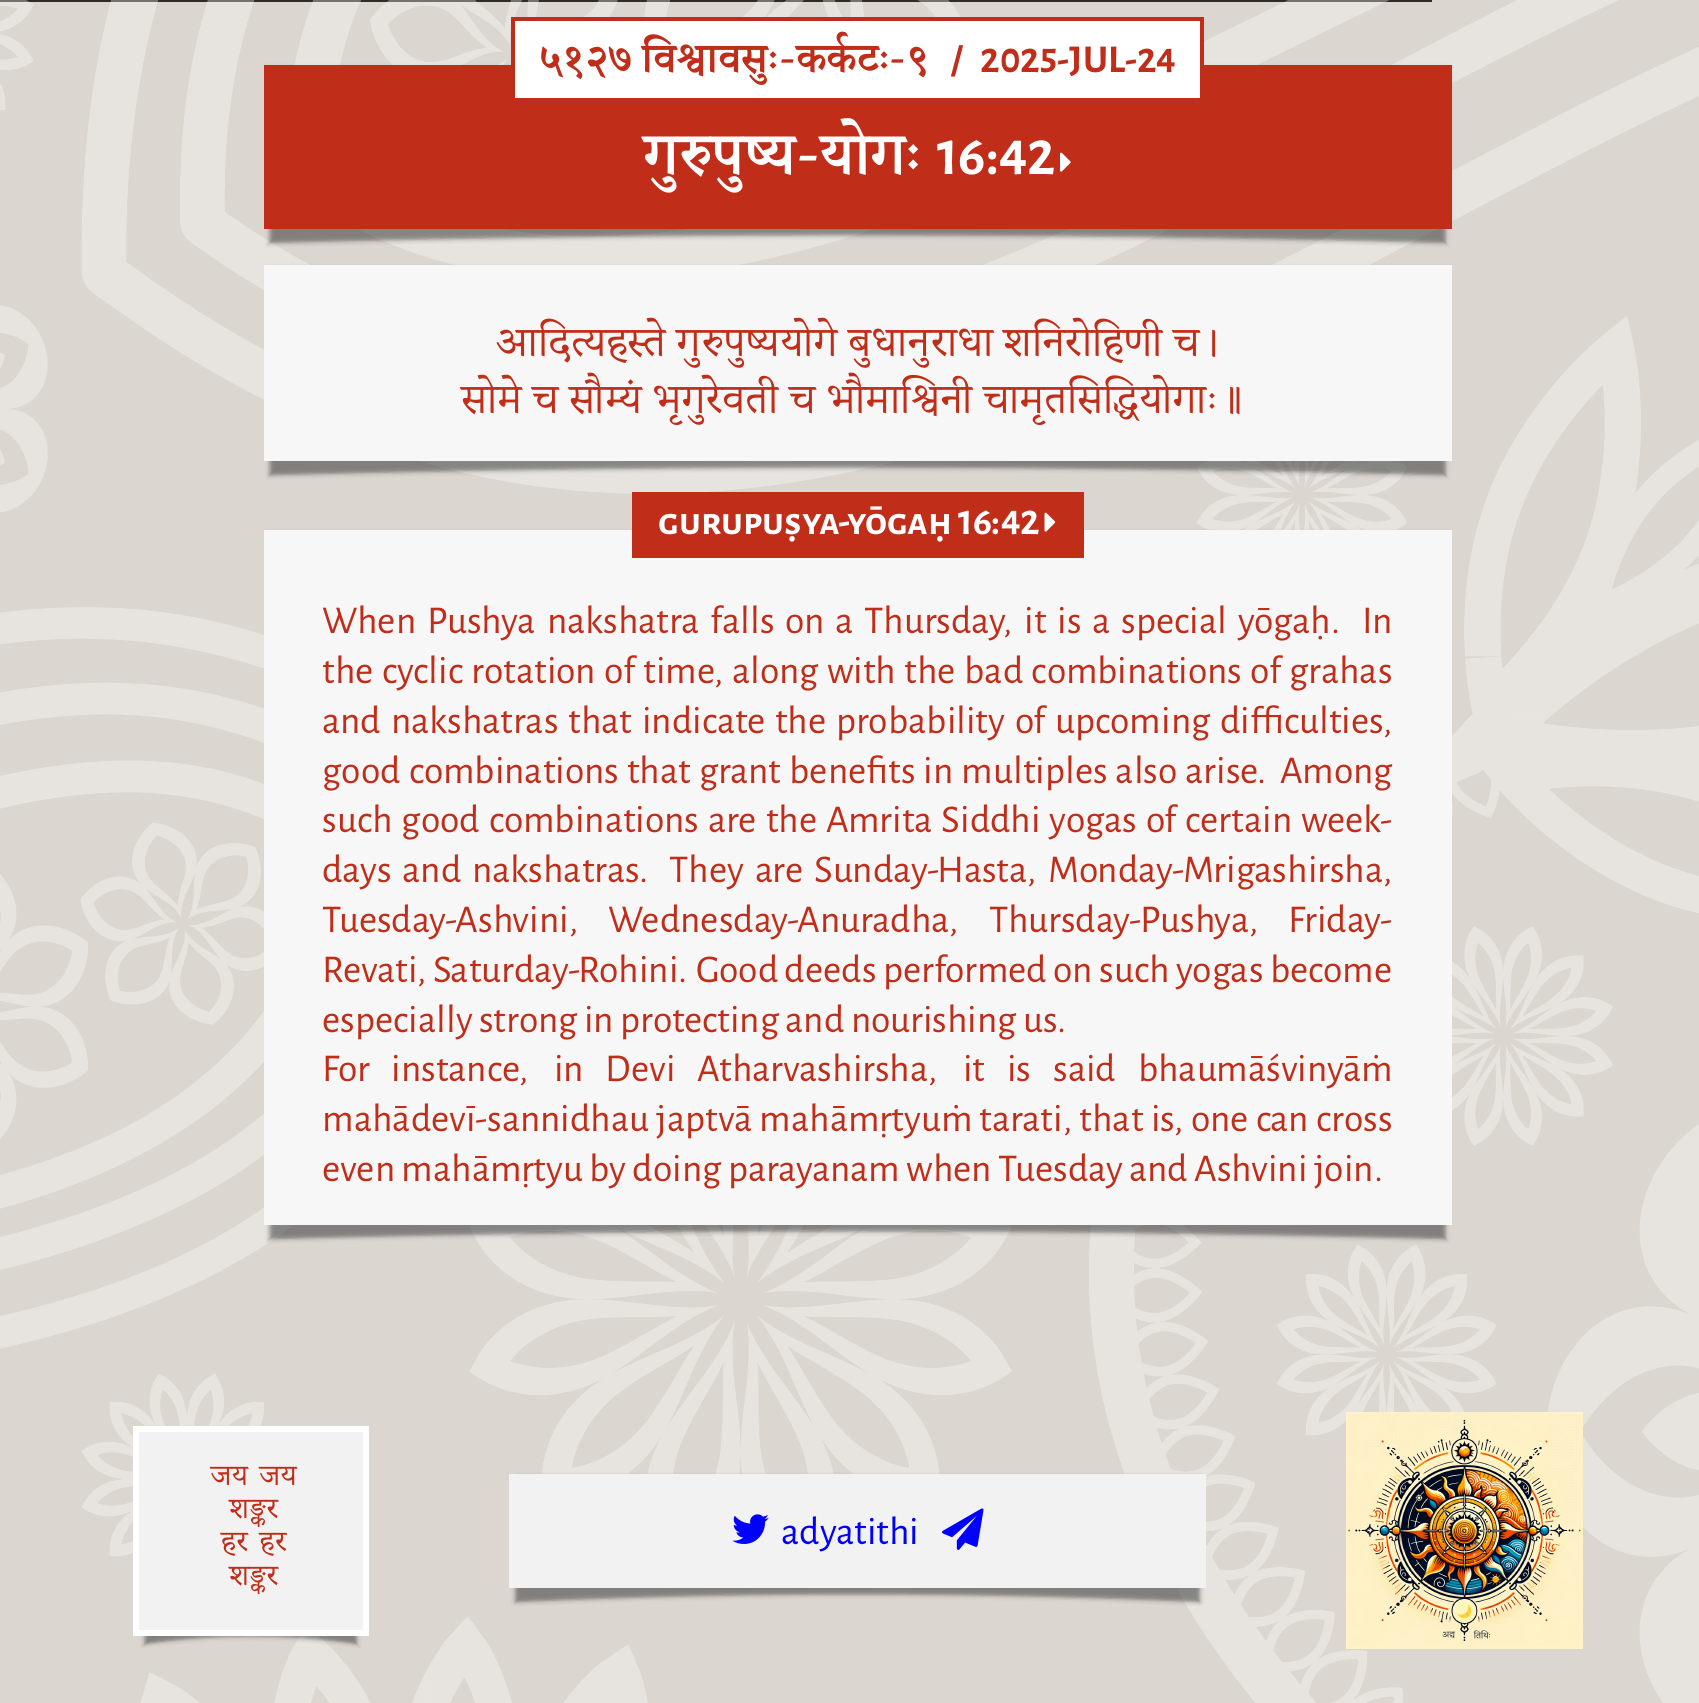 ५१२७ विश्वावसुः-कर्कटः-९ / 2025-JUL-24
गुरुपुष्य-योगः 16:42
आदित्यहस्ते गुरुपुष्ययोगे बुधानुराधा शनिरोहिणी च।
सोमे च सौम्यं भृगुरेवती च भौमाश्विनी चामृतसिद्धियोगाः॥
GURUPUṢYA-YŌGAḤ 16:42
When Pushya nakshatra falls on a Thursday, it is a special yōgaḥ. In
the cyclic rotation of time, along with the bad combinations of grahas
and nakshatras that indicate the probability of upcoming difficulties,
good combinations that grant benefits in multiples also arise. Among
such good combinations are the Amrita Siddhi yogas of certain week-
days and nakshatras. They are Sunday-Hasta, Monday-Mrigashirsha,
Tuesday-Ashvini, Wednesday-Anuradha, Thursday-Pushya, Friday-
Revati, Saturday-Rohini. Good deeds performed on such yogas become
especially strong in protecting and nourishing us.
For instance, in Devi Atharvashirsha, it is said bhaumāśvinyāṁ
mahādevī-sannidhau japtvā mahāmṛtyuṁ tarati, that is, one can cross
even mahāmṛtyu by doing parayanam when Tuesday and Ashvini join.
जय जय
शङ्कर
हर हर
शङ्कर
adyatithi
अद्य तिथिः